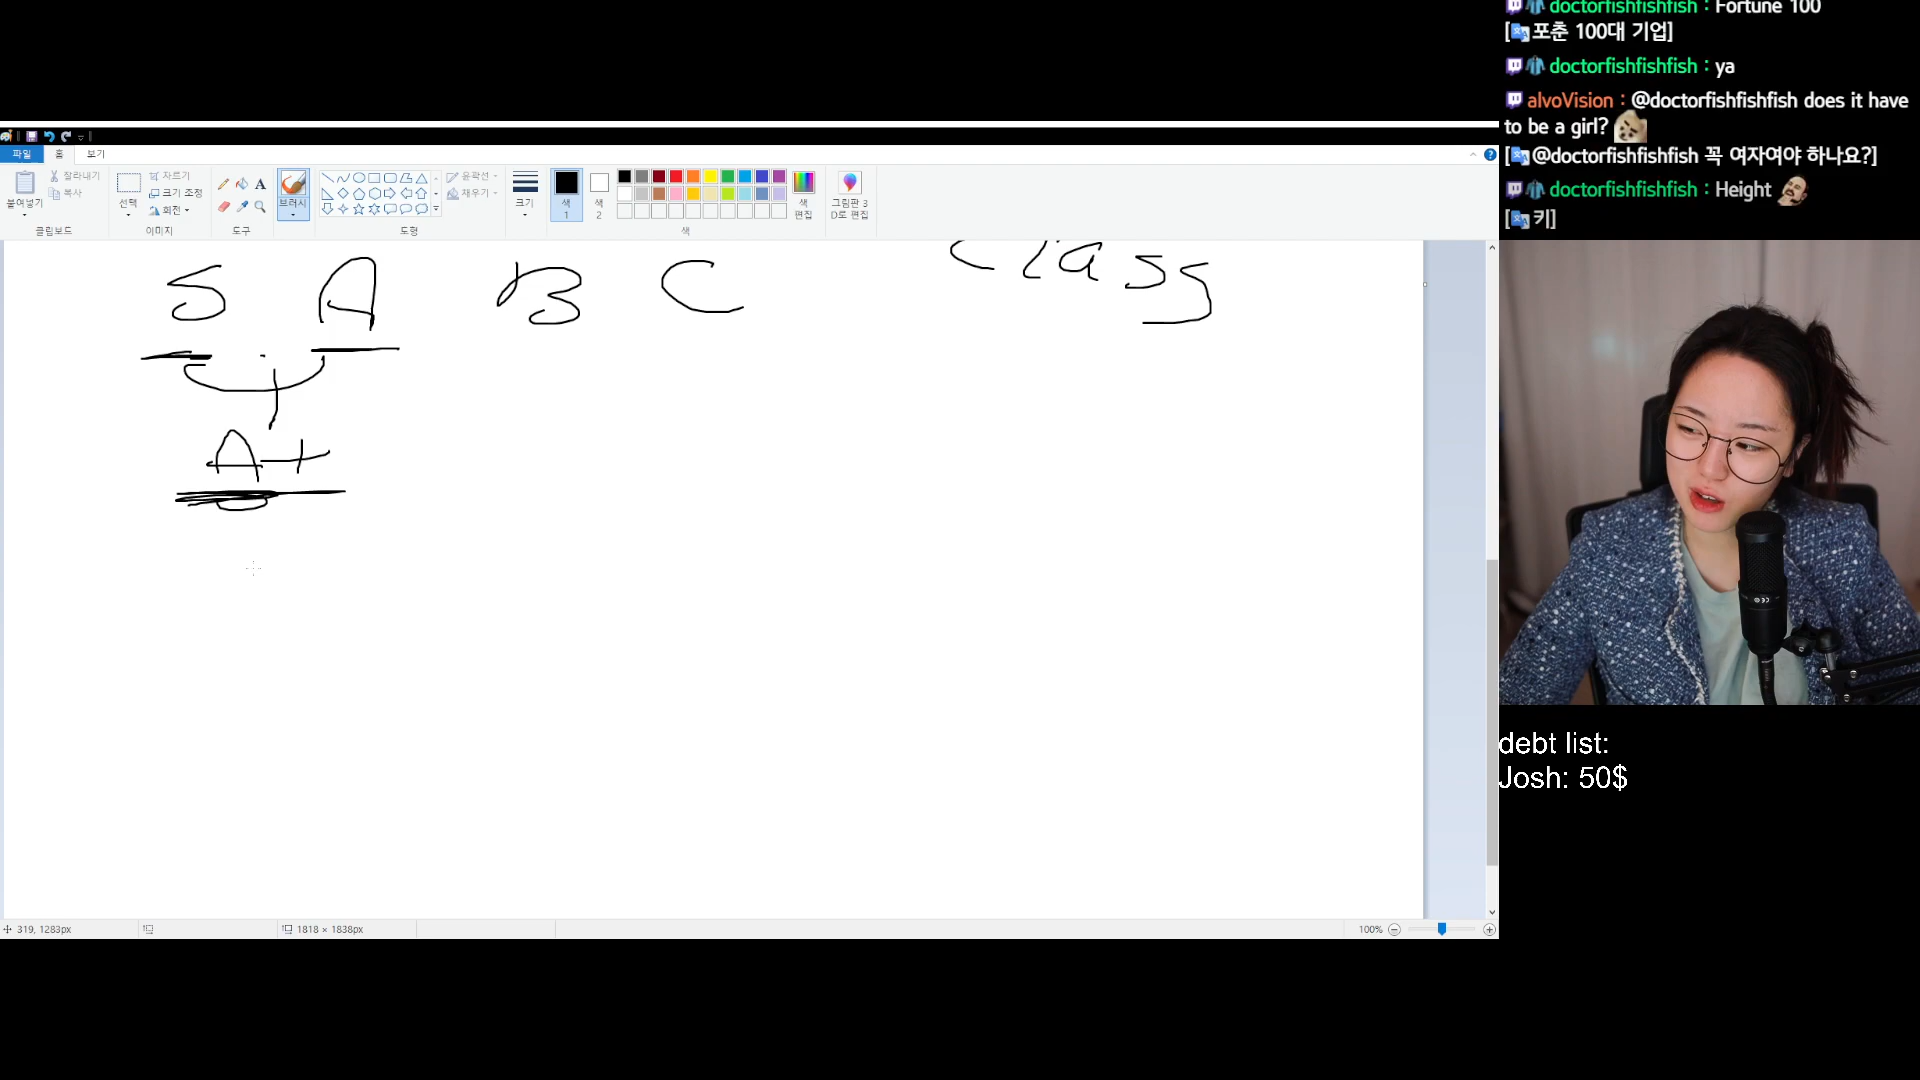 파일
홈
보기
붙여넣기
잘라내기
복사
클립보드
선택
자르기
크기 조정
회전
이미지
A
도구
브러시
윤곽선
채우기
도형
크기
색 1
색 2
색 편집
색
그림판 3D로 편집
S A B C
Class
A+
319, 1283px
1818 × 1838px
100%
doctorfishfishfish : Fortune 100
[포춘 100대 기업]
doctorfishfishfish : ya
alvoVision : @doctorfishfishfish does it have
to be a girl?
[@doctorfishfishfish 꼭 여자여야 하나요?]
doctorfishfishfish : Height
[키]
debt list:
Josh: 50$